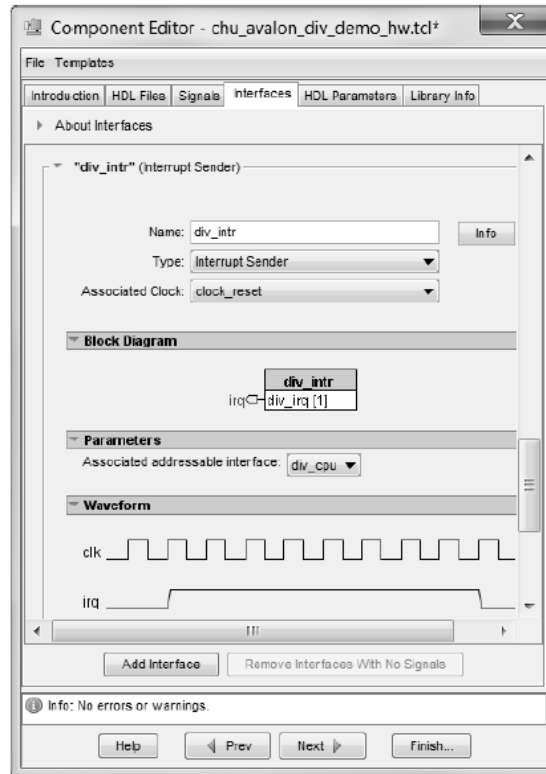 Component Editor - chu_avalon_div_demo_hw.tcl*
X
File Templates
Introduction HDL Files Signals Interfaces HDL Parameters Library Info
About Interfaces
"div_intr" (Interrupt Sender)
Name: div_intr Info
Type: Interrupt Sender
Associated Clock: clock_reset
Block Diagram
div_intr
irq div_irq [1]
Parameters
Associated addressable interface: div_cpu
Waveform
clk
irq
Add Interface Remove Interfaces With No Signals
Info: No errors or warnings.
Help Prev Next Finish...